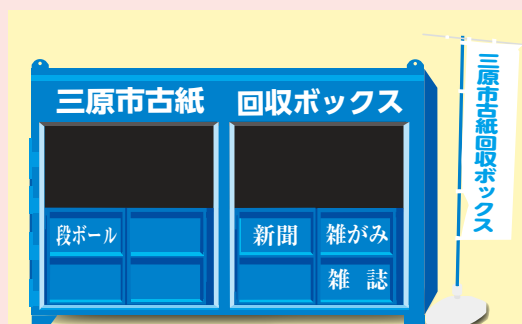 三原市古紙 回収ボックス
段ボール
新聞
雑がみ
雑誌
三原市古紙回収ボックス